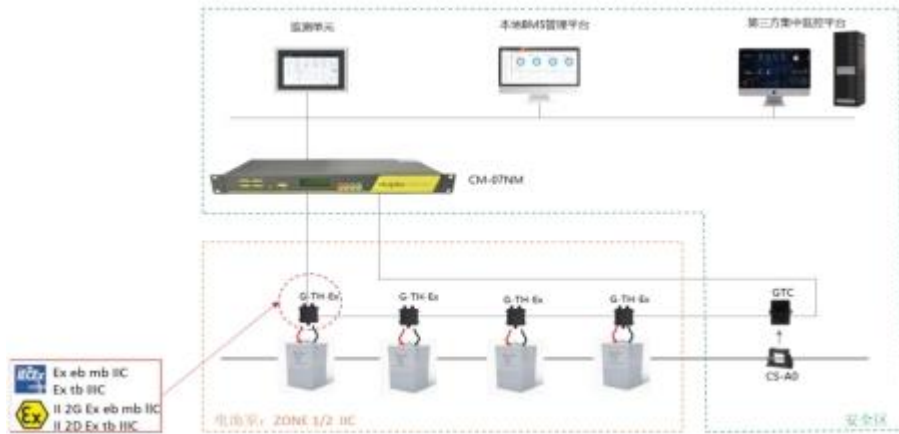 监测单元
本地BMS管理平台
第三方集中监控平台
CM-07NM
G-TH-Ex
G-TH-Ex
G-TH-Ex
G-TH-Ex
GTC
CS-A0
IECEx
Ex eb mb IIC
Ex tb IIIC
Ex
II 2G Ex eb mb IIC
II 2D Ex tb IIIC
电池室：ZONE 1/2 IIC
安全区